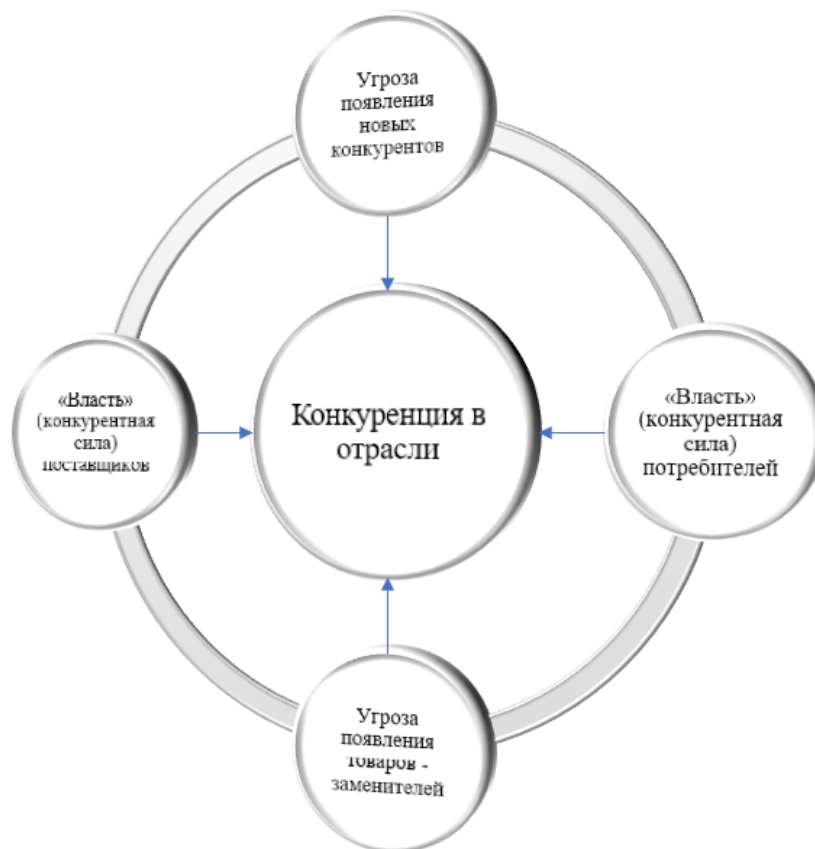 Угроза
появления
новых
конкурентов
«Власть»
(конкурентная
сила)
поставщиков
Конкуренция в
отрасли
«Власть»
(конкурентная
сила)
потребителей
Угроза
появления
товаров -
заменителей